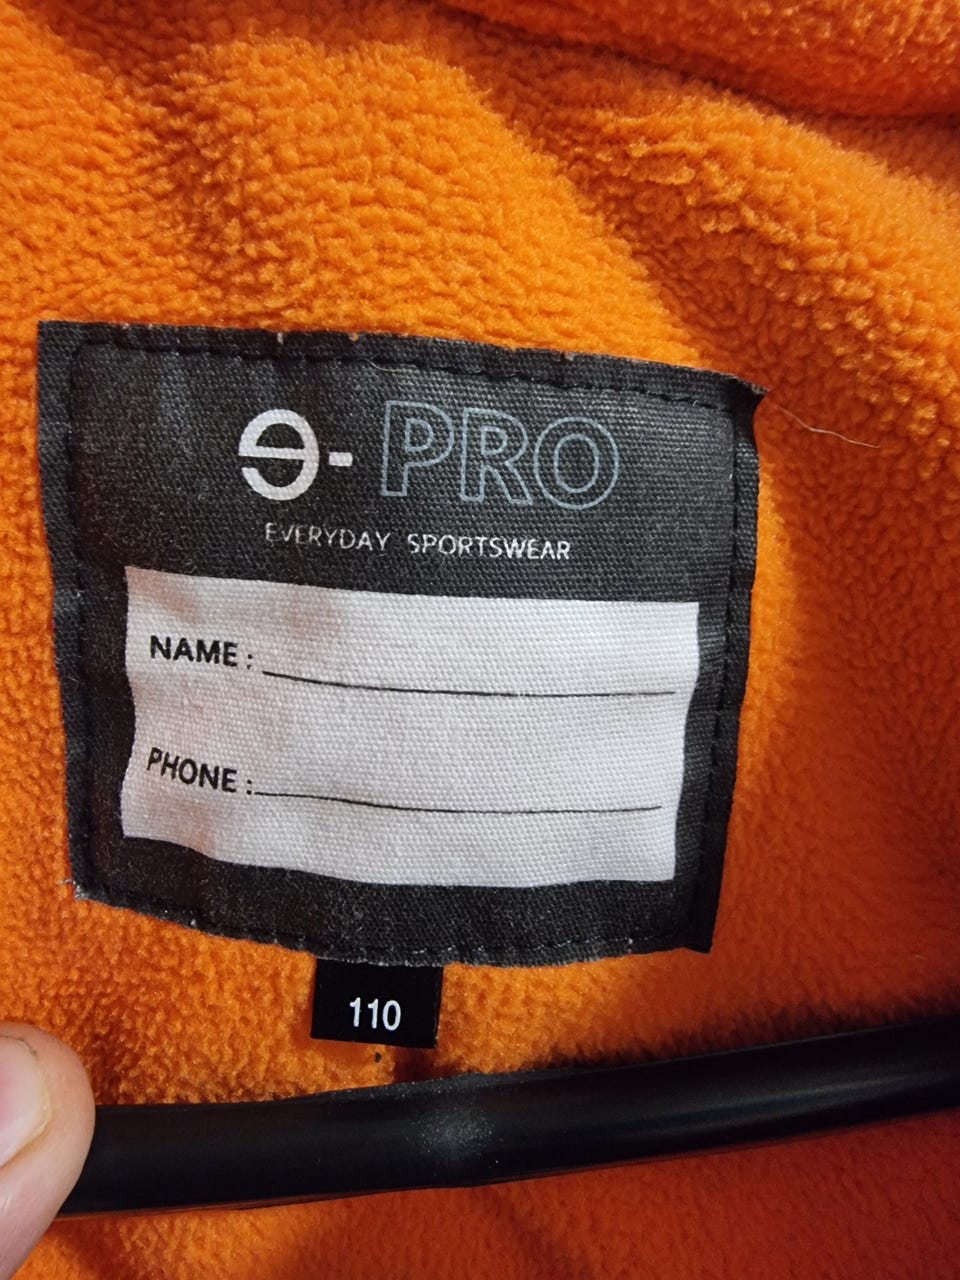 e-PRO
EVERYDAY SPORTSWEAR
NAME :
PHONE :
110